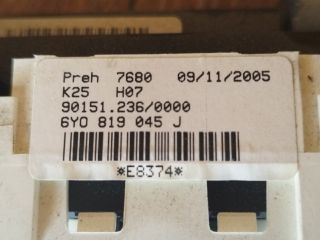 Preh 7680 09/11/2005
K25 H07
90151.236/0000
6Y0 819 045 J
*E8374*